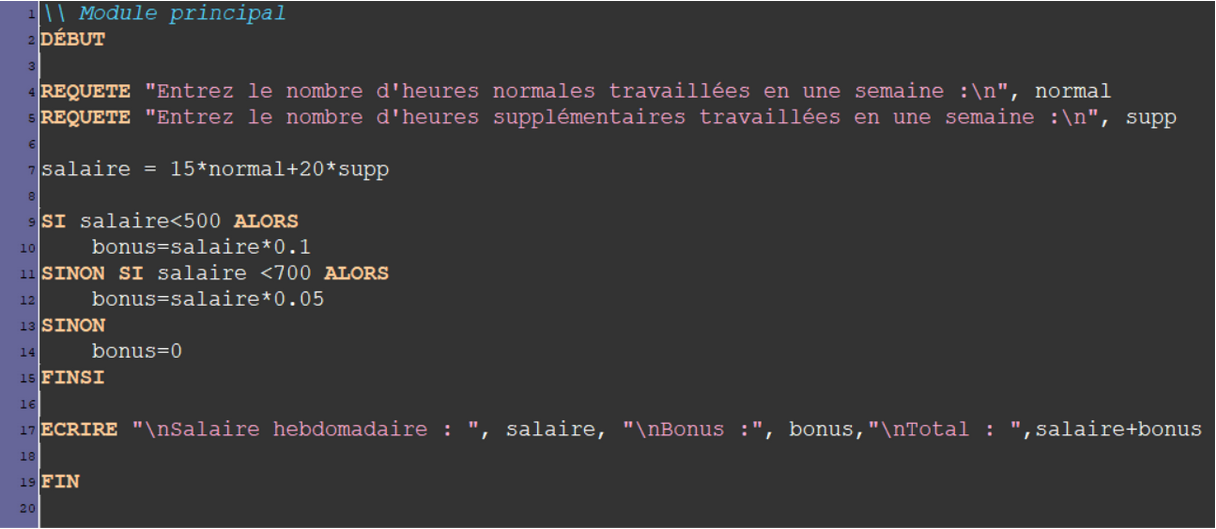 1 \\ Module principal
2 DÉBUT
3
4 REQUETE "Entrez le nombre d'heures normales travaillées en une semaine :\n", normal
5 REQUETE "Entrez le nombre d'heures supplémentaires travaillées en une semaine :\n", supp
6
7 salaire = 15*normal+20*supp
8
9 SI salaire<500 ALORS
10     bonus=salaire*0.1
11 SINON SI salaire <700 ALORS
12     bonus=salaire*0.05
13 SINON
14     bonus=0
15 FINSI
16
17 ECRIRE "\nSalaire hebdomadaire : ", salaire, "\nBonus :", bonus,"\nTotal : ",salaire+bonus
18
19 FIN
20